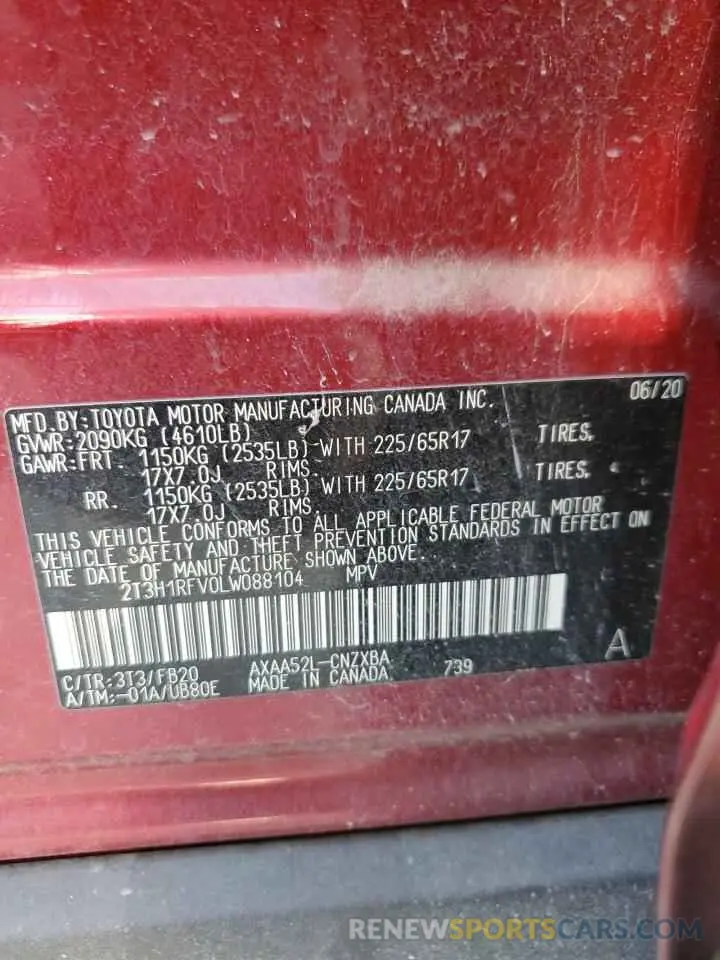 MFD.BY:TOYOTA MOTOR MANUFACTURING CANADA INC. 06/20
GVWR:2090KG (4610LB)
GAWR:FRT. 1150KG (2535LB) WITH 225/65R17 TIRES,
17X7.0J RIMS.
RR. 1150KG (2535LB) WITH 225/65R17 TIRES,
17X7.0J RIMS.
THIS VEHICLE CONFORMS TO ALL APPLICABLE FEDERAL MOTOR
VEHICLE SAFETY AND THEFT PREVENTION STANDARDS IN EFFECT ON
THE DATE OF MANUFACTURE SHOWN ABOVE.
2T3H1RFV0LW088104 MPV
C/TR:3T3/FB20 AXAA52L-CNZXBA 739 A
A/TM:-01A/UB80E MADE IN CANADA
RENEWSPORTSCARS.COM